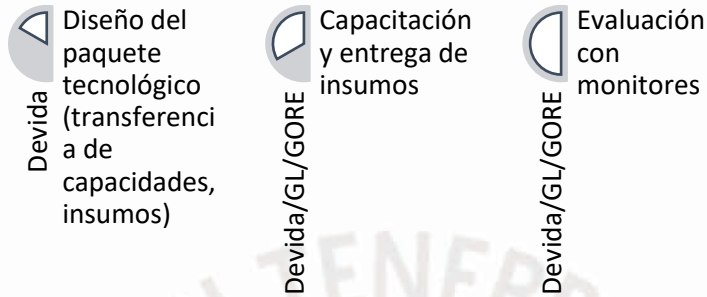 Diseño del
paquete
tecnológico
(transferenci
a de
capacidades,
insumos)
Devida
Capacitación
y entrega de
insumos
Devida/GL/GORE
Evaluación
con
monitores
Devida/GL/GORE